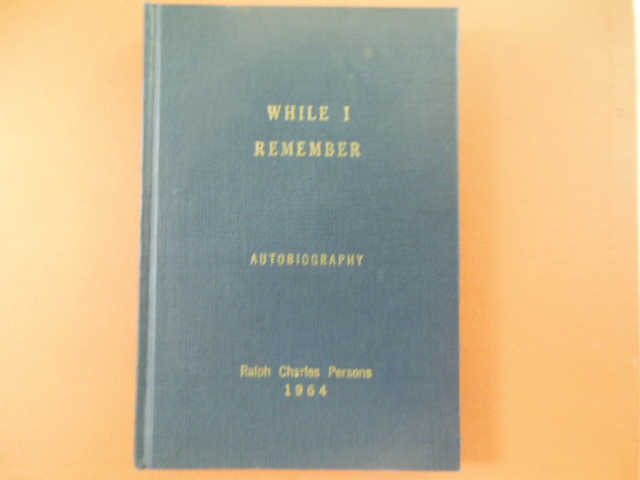 WHILE I
REMEMBER
AUTOBIOGRAPHY
Ralph Charles Persons
1964